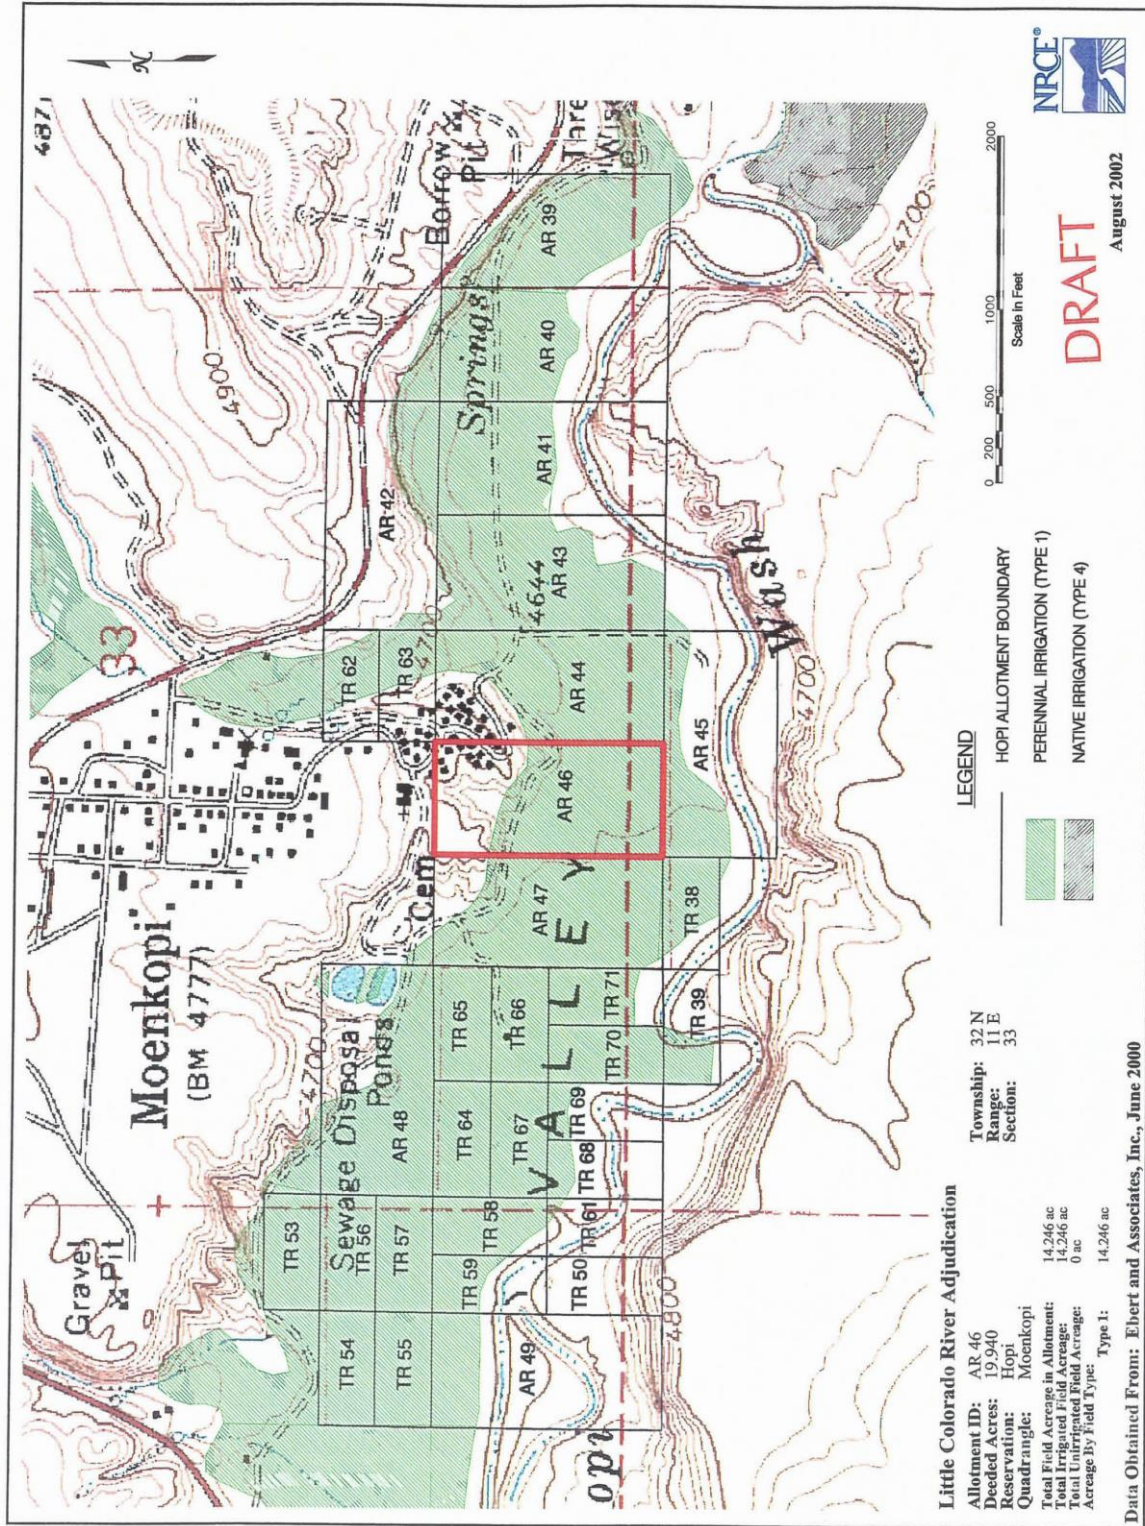 N
487
4900
33
Moenkopi
(BM 4777)
Gravel
Pit
Borrow
Pit
Thre
Springs
4700
4644
Cem
Sewage Disposal
Ponds
4700
VALLEY
Wash
4700
4700
4800
opi
AR 39
AR 40
AR 41
AR 42
AR 43
AR 44
AR 45
AR 46
AR 47
AR 48
AR 49
TR 62
TR 63
TR 38
TR 39
TR 71
TR 70
TR 65
TR 66
TR 64
TR 67
TR 69
TR 68
TR 61
TR 50
TR 58
TR 59
TR 53
TR 56
TR 57
TR 54
TR 55
Little Colorado River Adjudication
Allotment ID: AR 46
Deeded Acres: 19.940
Reservation: Hopi
Quadrangle: Moenkopi
Total Field Acreage in Allotment: 14.246 ac
Total Irrigated Field Acreage: 14.246 ac
Total Unirrigated Field Acreage: 0 ac
Acreage By Field Type: Type 1: 14.246 ac
Township: 32 N
Range: 11 E
Section: 33
LEGEND
HOPI ALLOTMENT BOUNDARY
PERENNIAL IRRIGATION (TYPE 1)
NATIVE IRRIGATION (TYPE 4)
0 200 500 1000 2000
Scale in Feet
DRAFT
August 2002
NRCE®
Data Obtained From: Ebert and Associates, Inc., June 2000